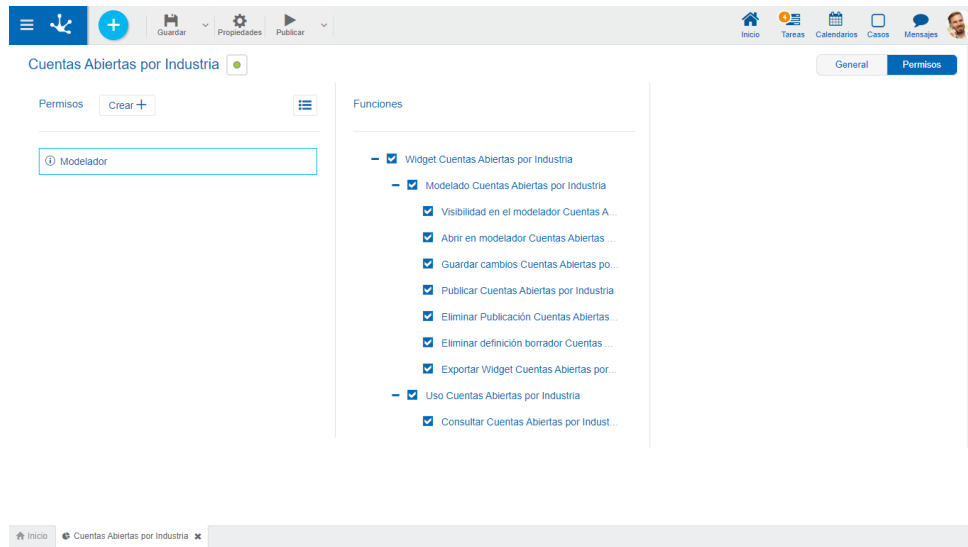 Guardar
Propiedades
Publicar
Inicio
4
Tareas
Calendarios
Casos
Mensajes
Cuentas Abiertas por Industria
General
Permisos
Permisos
Crear
Funciones
Modelador
Widget Cuentas Abiertas por Industria
Modelado Cuentas Abiertas por Industria
Visibilidad en el modelador Cuentas A...
Abrir en modelador Cuentas Abiertas ...
Guardar cambios Cuentas Abiertas po...
Publicar Cuentas Abiertas por Industria
Eliminar Publicación Cuentas Abiertas...
Eliminar definición borrador Cuentas ...
Exportar Widget Cuentas Abiertas por...
Uso Cuentas Abiertas por Industria
Consultar Cuentas Abiertas por Indust...
Inicio
Cuentas Abiertas por Industria